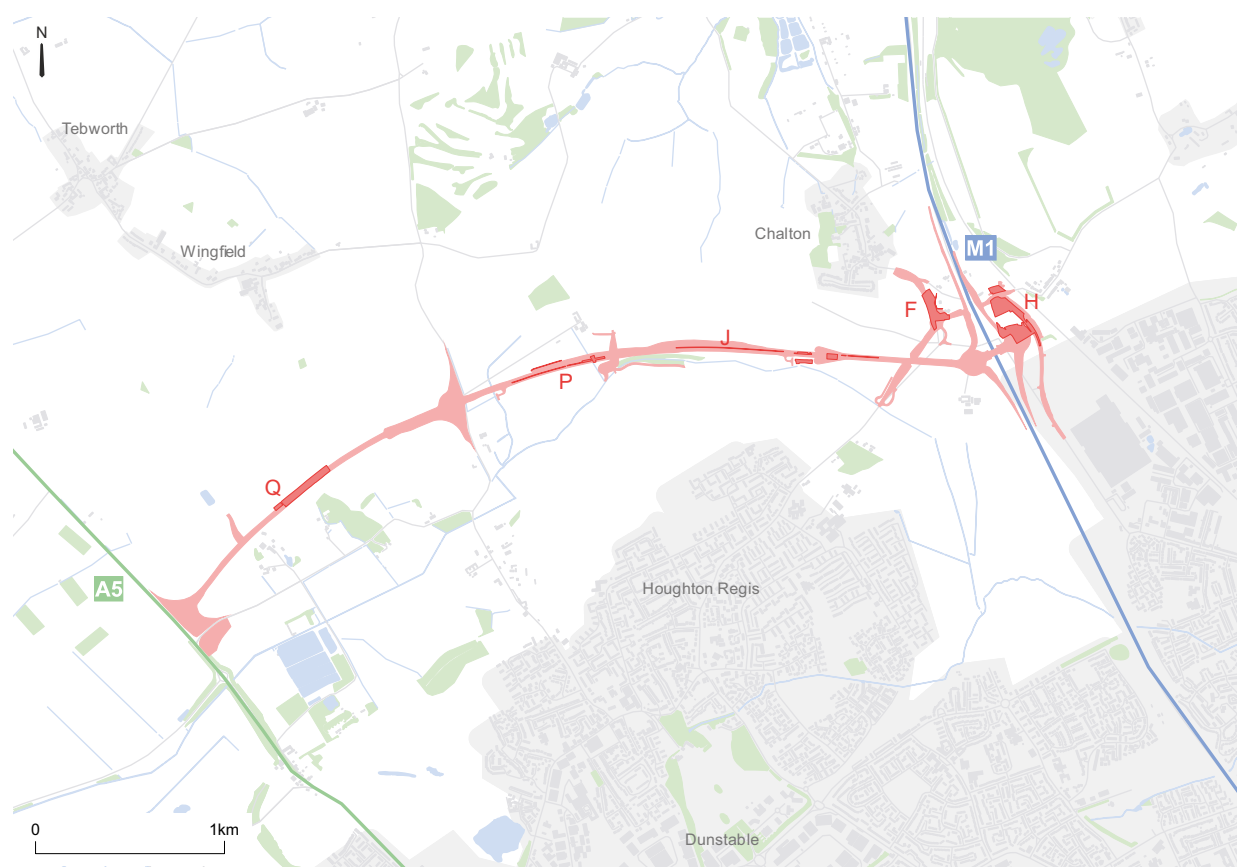 N
Tebworth
Wingfield
Chalton
M1
F
H
J
P
Q
A5
Houghton Regis
0
1km
Dunstable